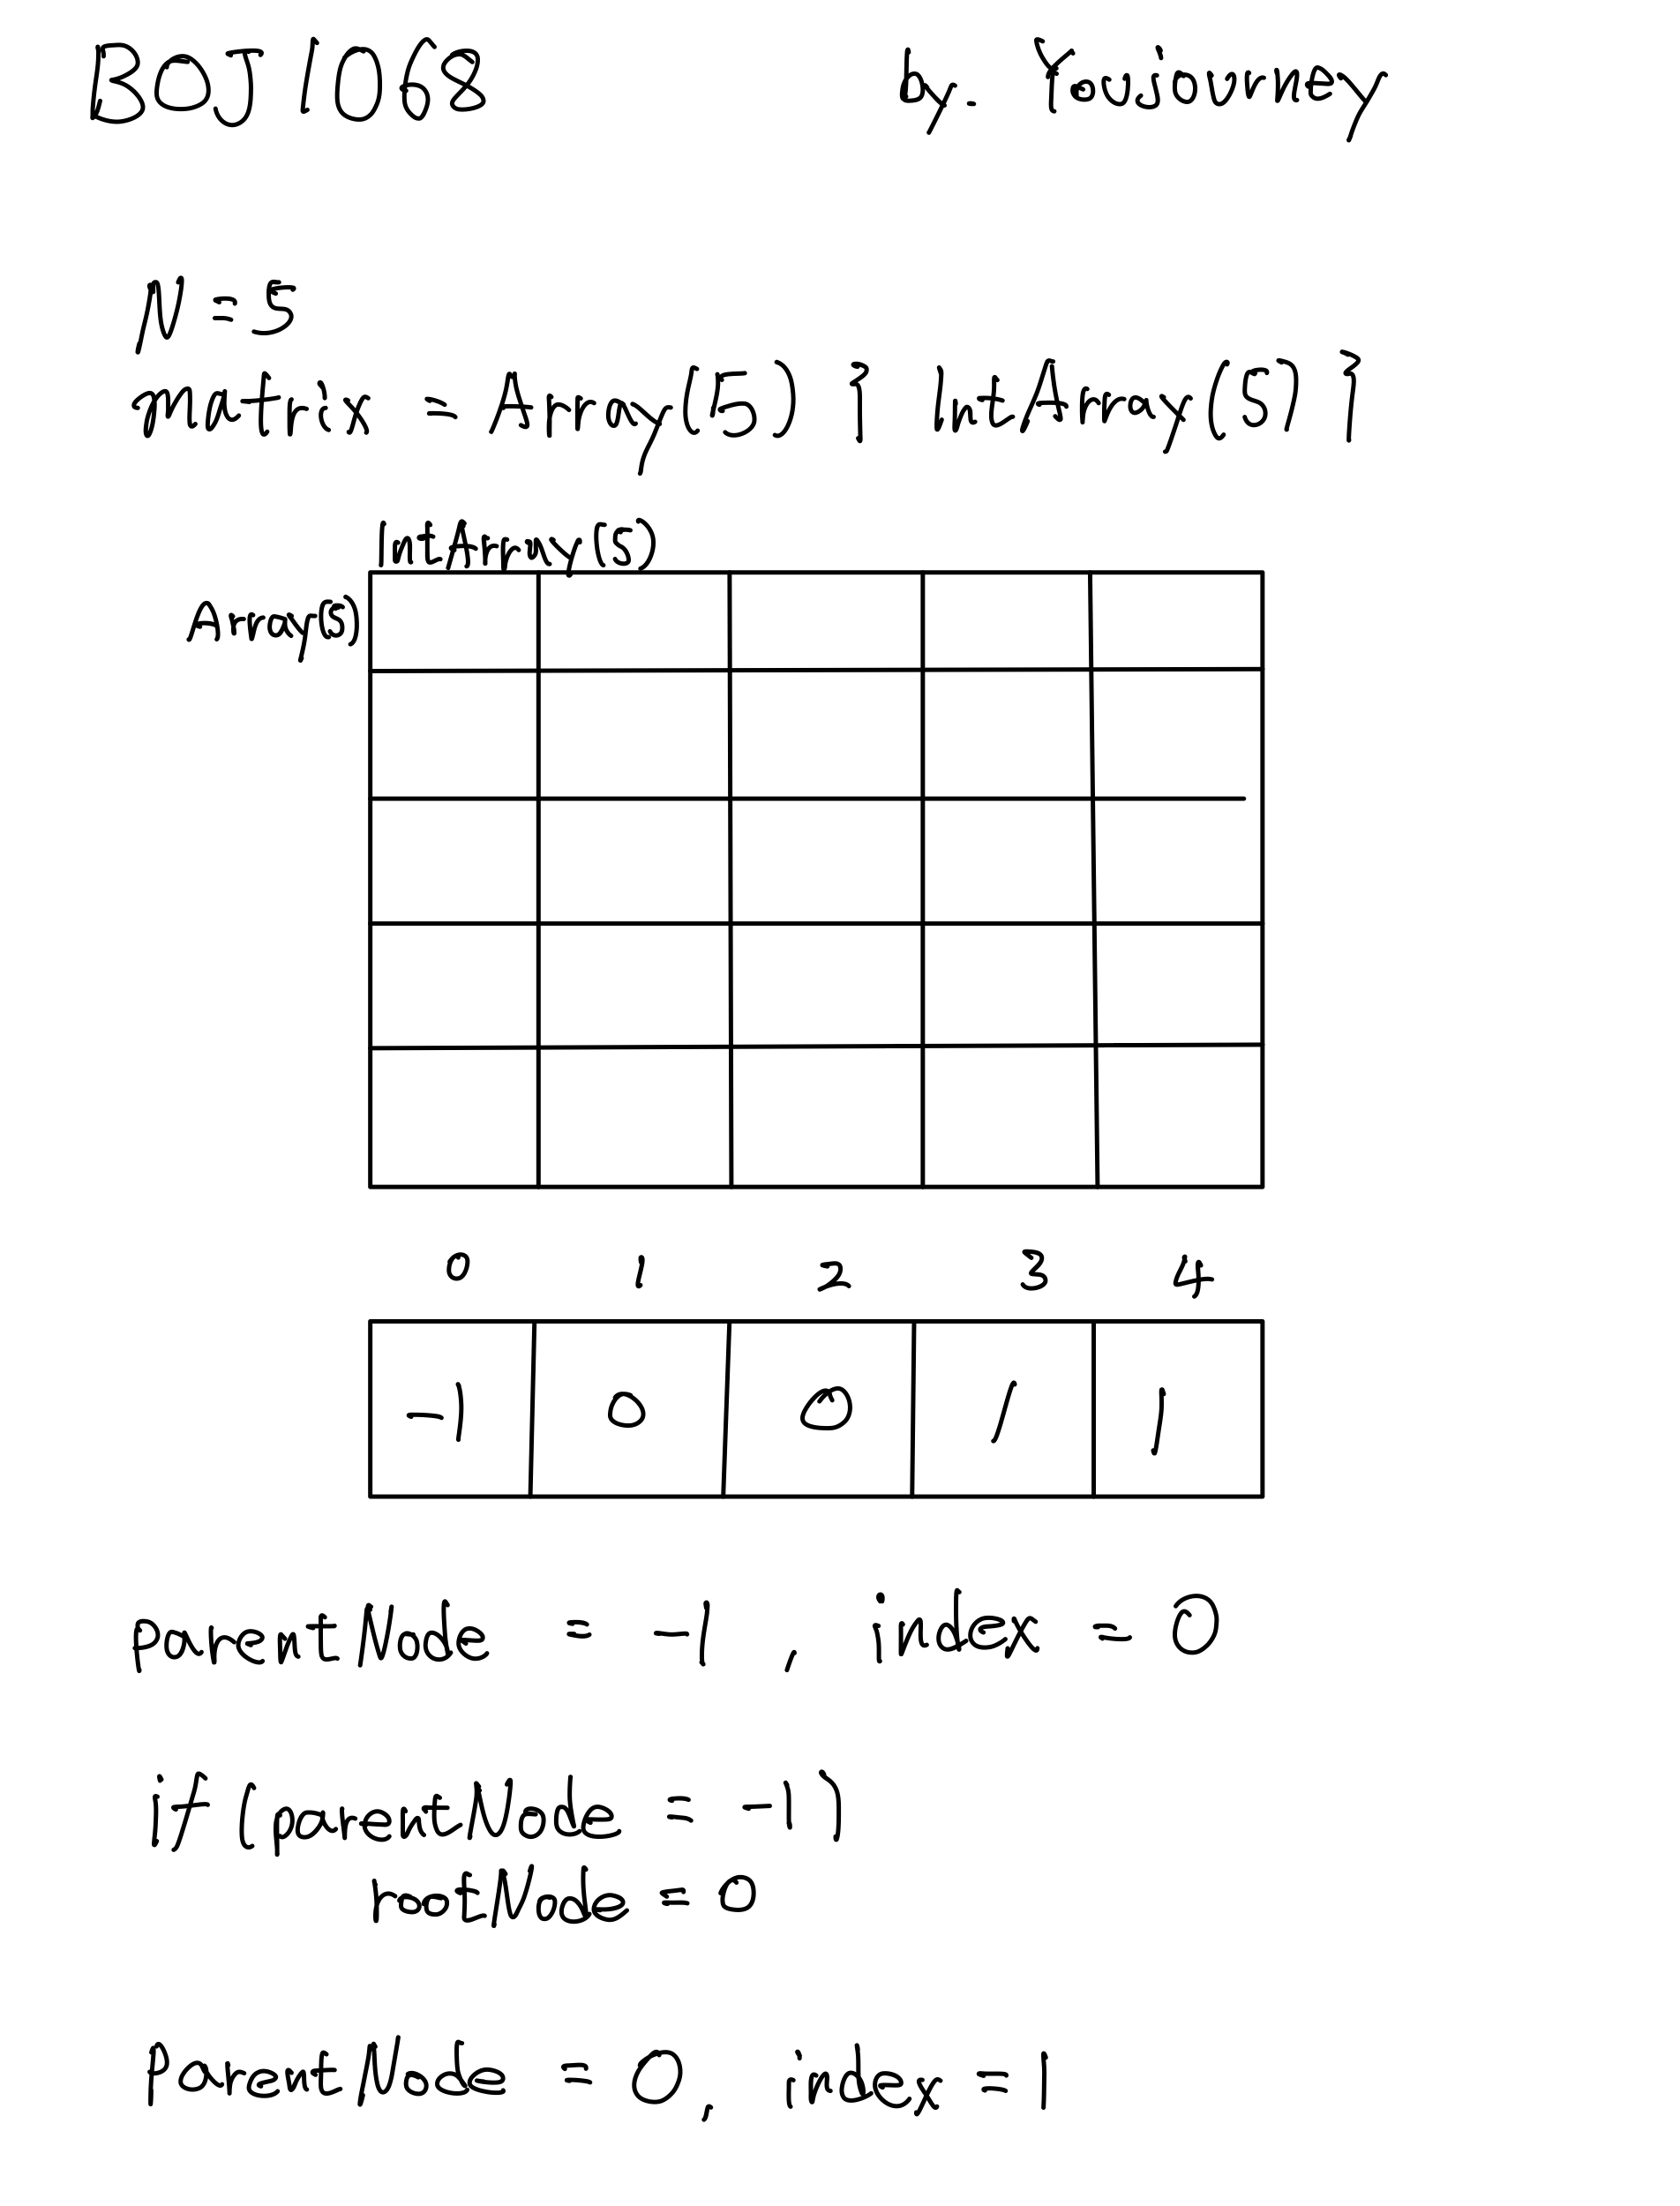 BOJ 1068 by. Yousjourney
N = 5
matrix = Array(5) { IntArray(5) }
IntArray(5)
Array(5)
0 1 2 3 4
-1 0 0 1 1
parentNode = -1, index = 0
if (parentNode = -1)
rootNode = 0
ParentNode = 0, index = 1